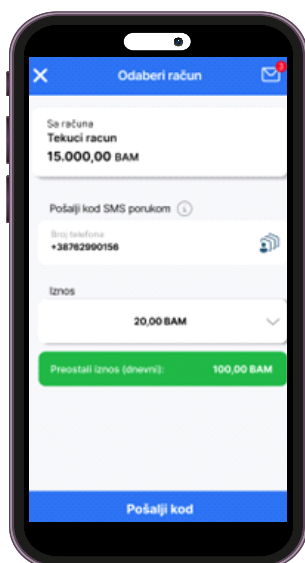 Odaberi račun
3
Sa računa
Tekuci racun
15.000,00 BAM
Pošalji kod SMS porukom
Broj telefona
+38762990156
Iznos
20,00 BAM
Preostali iznos (dnevni): 100,00 BAM
Pošalji kod